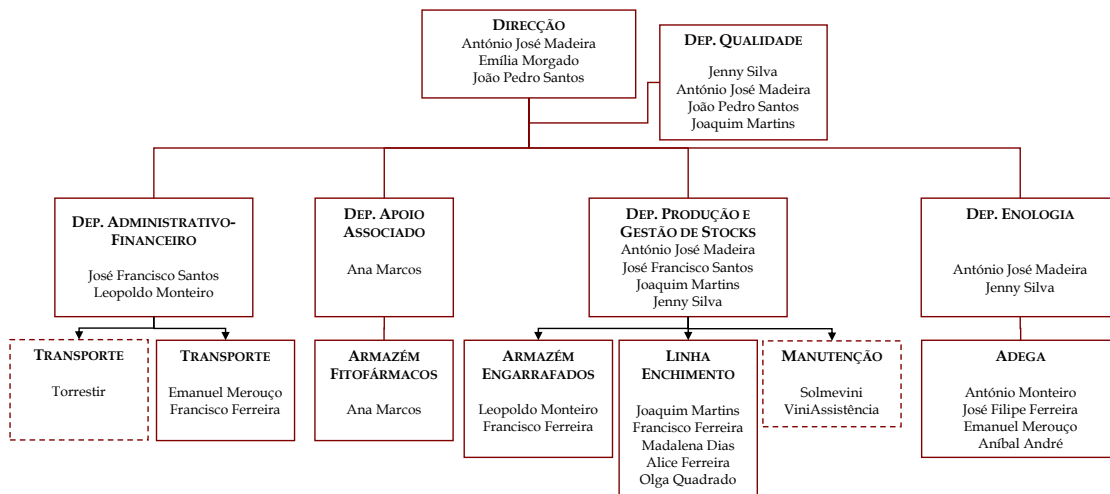 DIRECÇÃO
António José Madeira
Emília Morgado
João Pedro Santos
DEP. QUALIDADE
Jenny Silva
António José Madeira
João Pedro Santos
Joaquim Martins
DEP. ADMINISTRATIVO-
FINANCEIRO
José Francisco Santos
Leopoldo Monteiro
DEP. APOIO
ASSOCIADO
Ana Marcos
DEP. PRODUÇÃO E
GESTÃO DE STOCKS
António José Madeira
José Francisco Santos
Joaquim Martins
Jenny Silva
DEP. ENOLOGIA
António José Madeira
Jenny Silva
TRANSPORTE
Torrestir
TRANSPORTE
Emanuel Merouço
Francisco Ferreira
ARMAZÉM
FITOFÁRMACOS
Ana Marcos
ARMAZÉM
ENGARRAFADOS
Leopoldo Monteiro
Francisco Ferreira
LINHA
ENCHIMENTO
Joaquim Martins
Francisco Ferreira
Madalena Dias
Alice Ferreira
Olga Quadrado
MANUTENÇÃO
Solmevini
ViniAssistência
ADEGA
António Monteiro
José Filipe Ferreira
Emanuel Merouço
Aníbal André